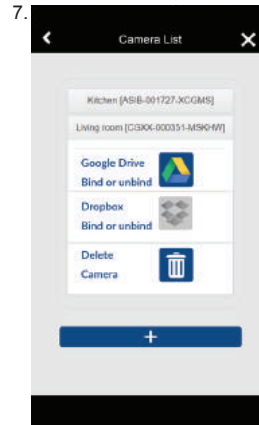 7.
Camera List
Kitchen [ASIB-001727-XCGMS]
Living room [CGXX-000351-MSKHW]
Google Drive
Bind or unbind
Dropbox
Bind or unbind
Delete
Camera
+